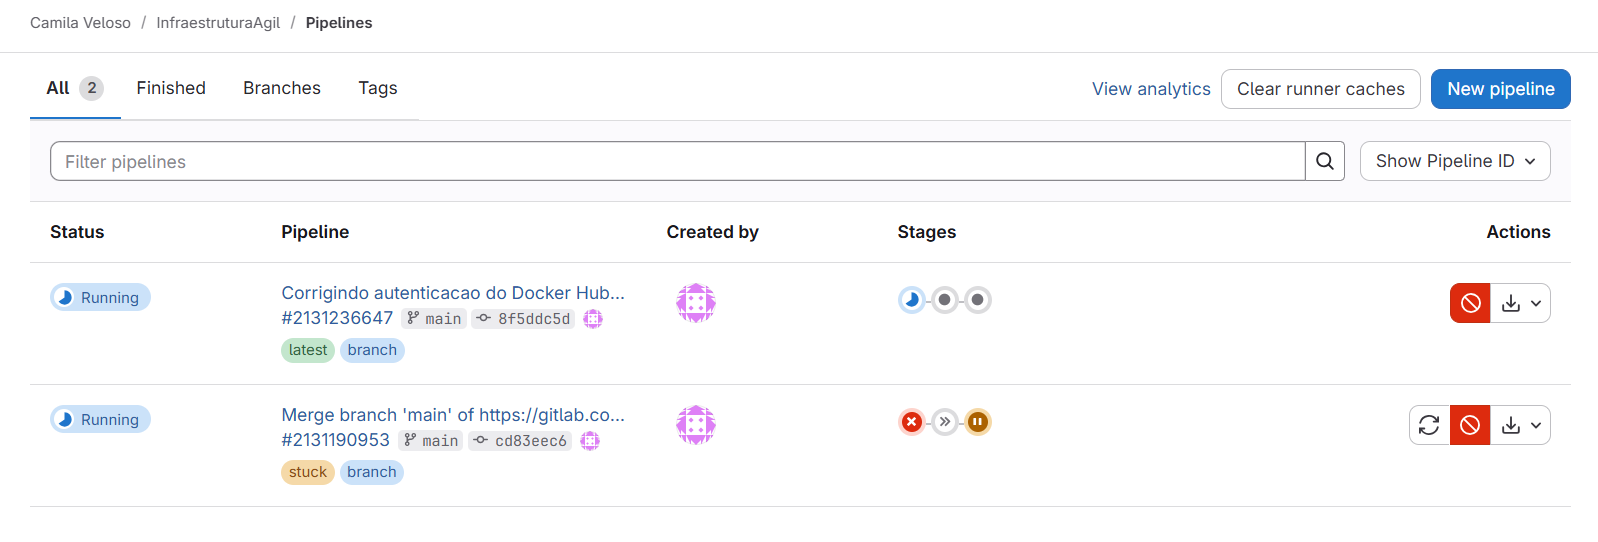 Camila Veloso / InfraestruturaAgil / Pipelines
All 2 Finished Branches Tags View analytics Clear runner caches New pipeline
Filter pipelines Show Pipeline ID
Status Pipeline Created by Stages Actions
Running Corrigindo autenticacao do Docker Hub...
#2131236647 main 8f5ddc5d
latest branch
Running Merge branch 'main' of https://gitlab.co...
#2131190953 main cd83eec6
stuck branch